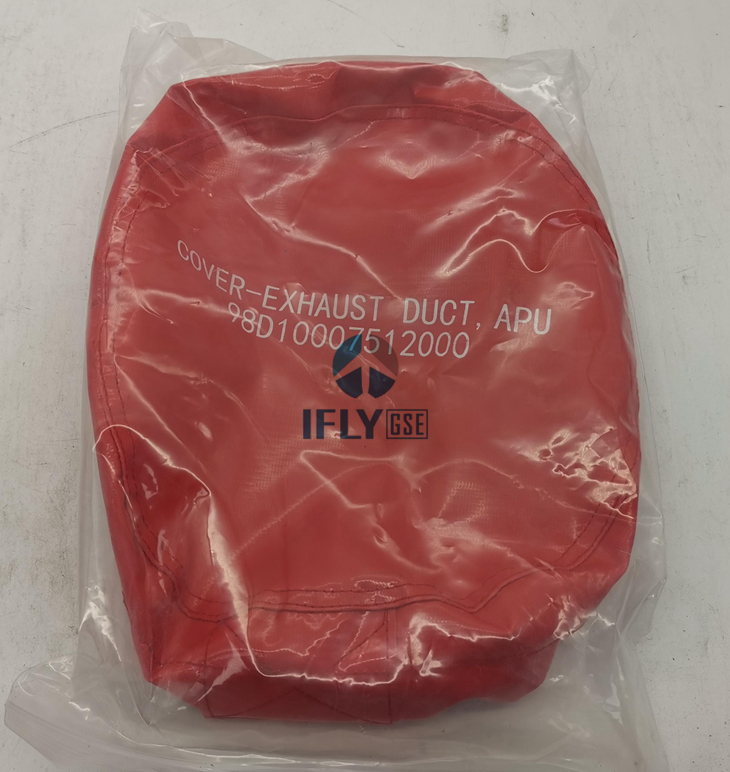 COVER-EXHAUST DUCT, APU
98D10007512000
IFLY GSE